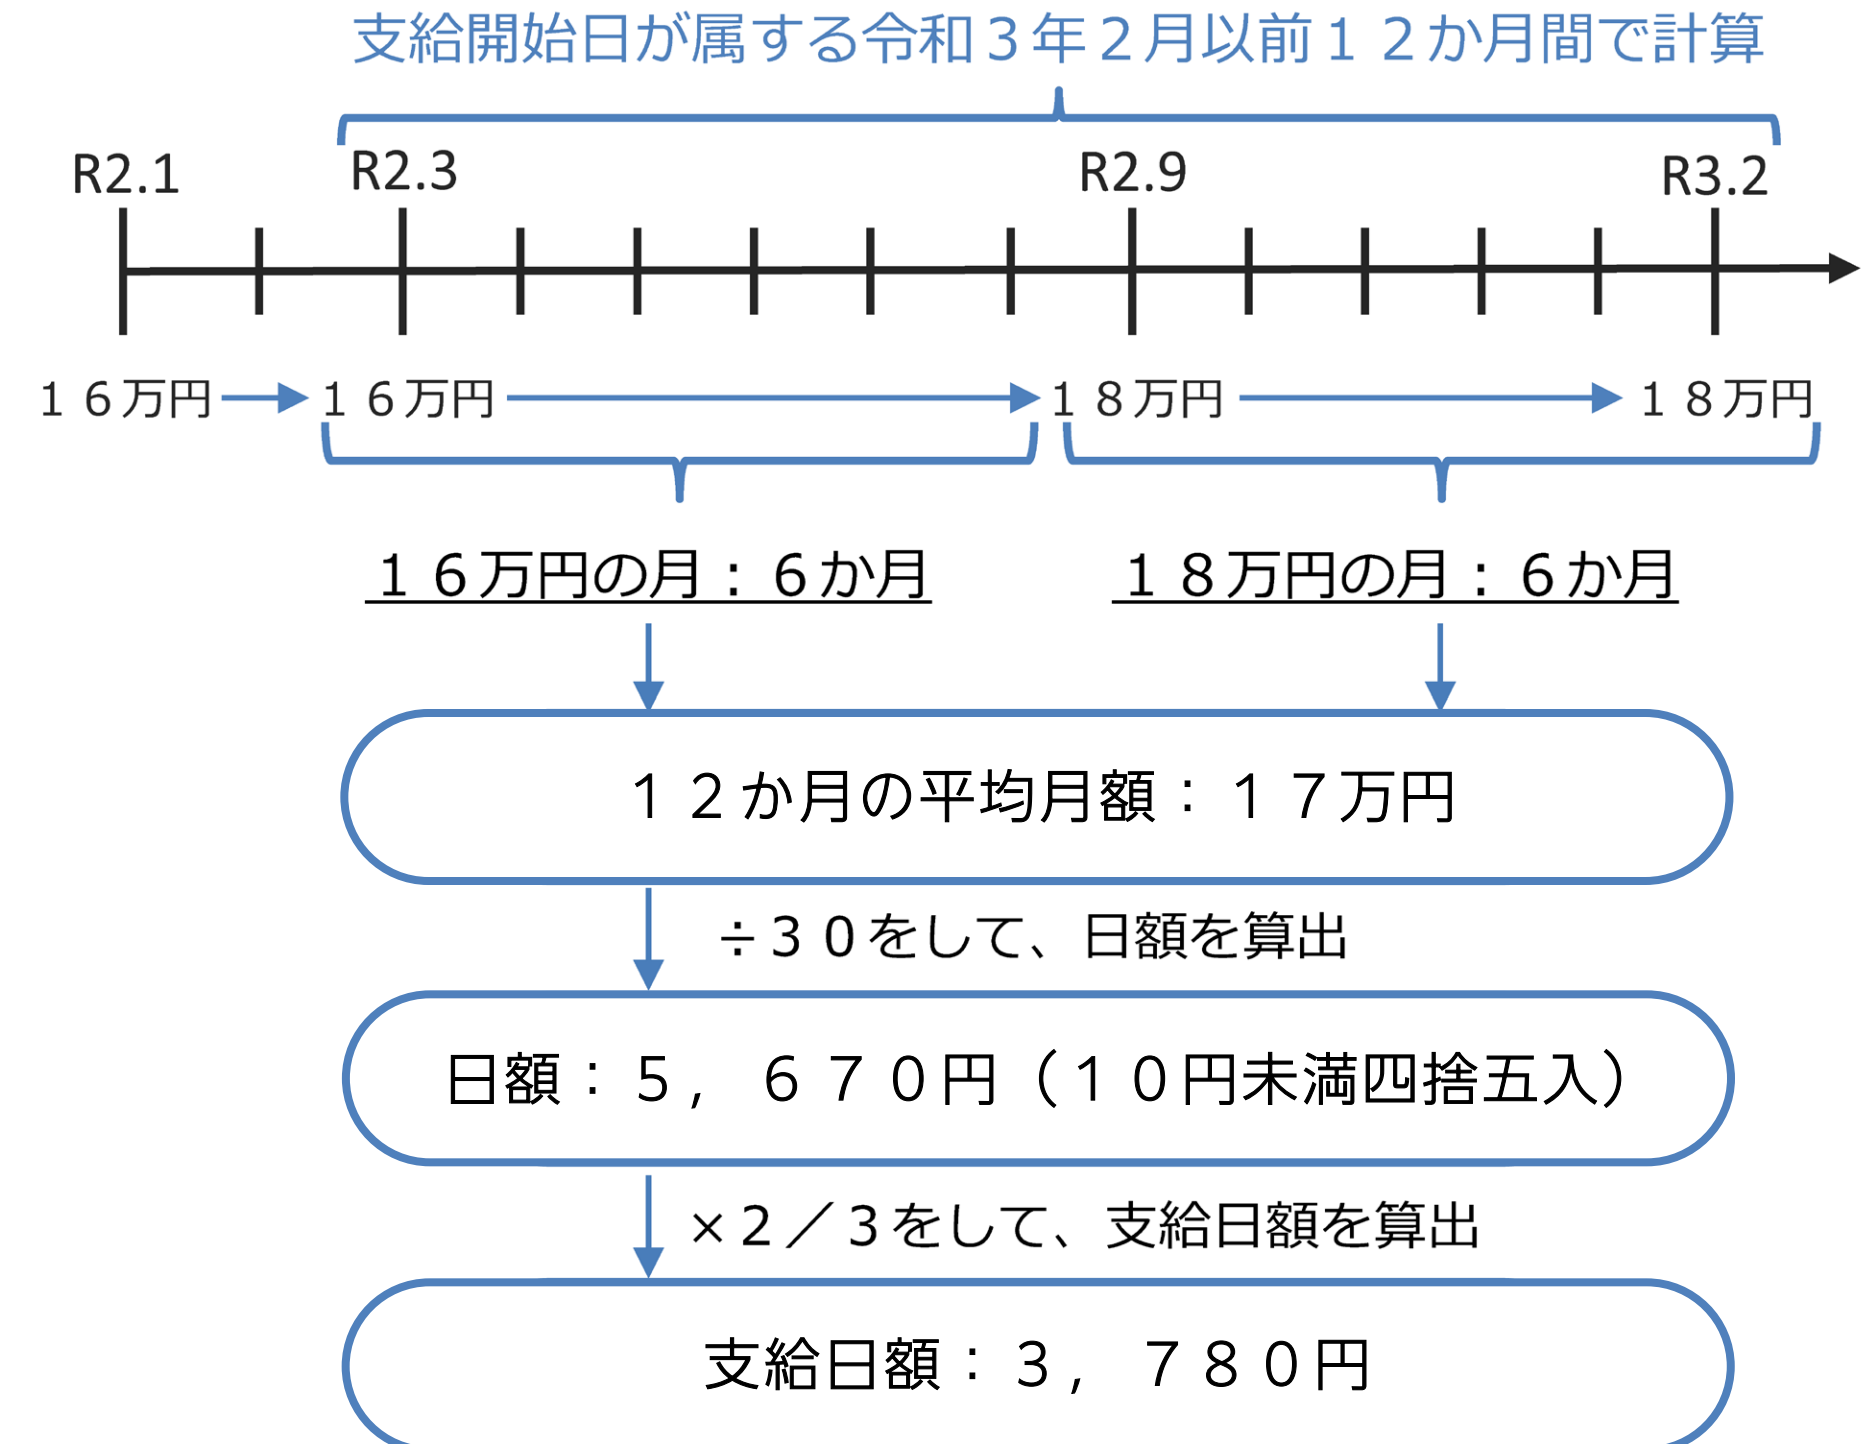 支給開始日が属する令和３年２月以前１２か月間で計算
R2.1 R2.3 R2.9 R3.2
１６万円 １６万円 １８万円 １８万円
１６万円の月：６か月 １８万円の月：６か月
１２か月の平均月額：１７万円
÷３０をして、日額を算出
日額：５，６７０円（１０円未満四捨五入）
×２／３をして、支給日額を算出
支給日額：３，７８０円